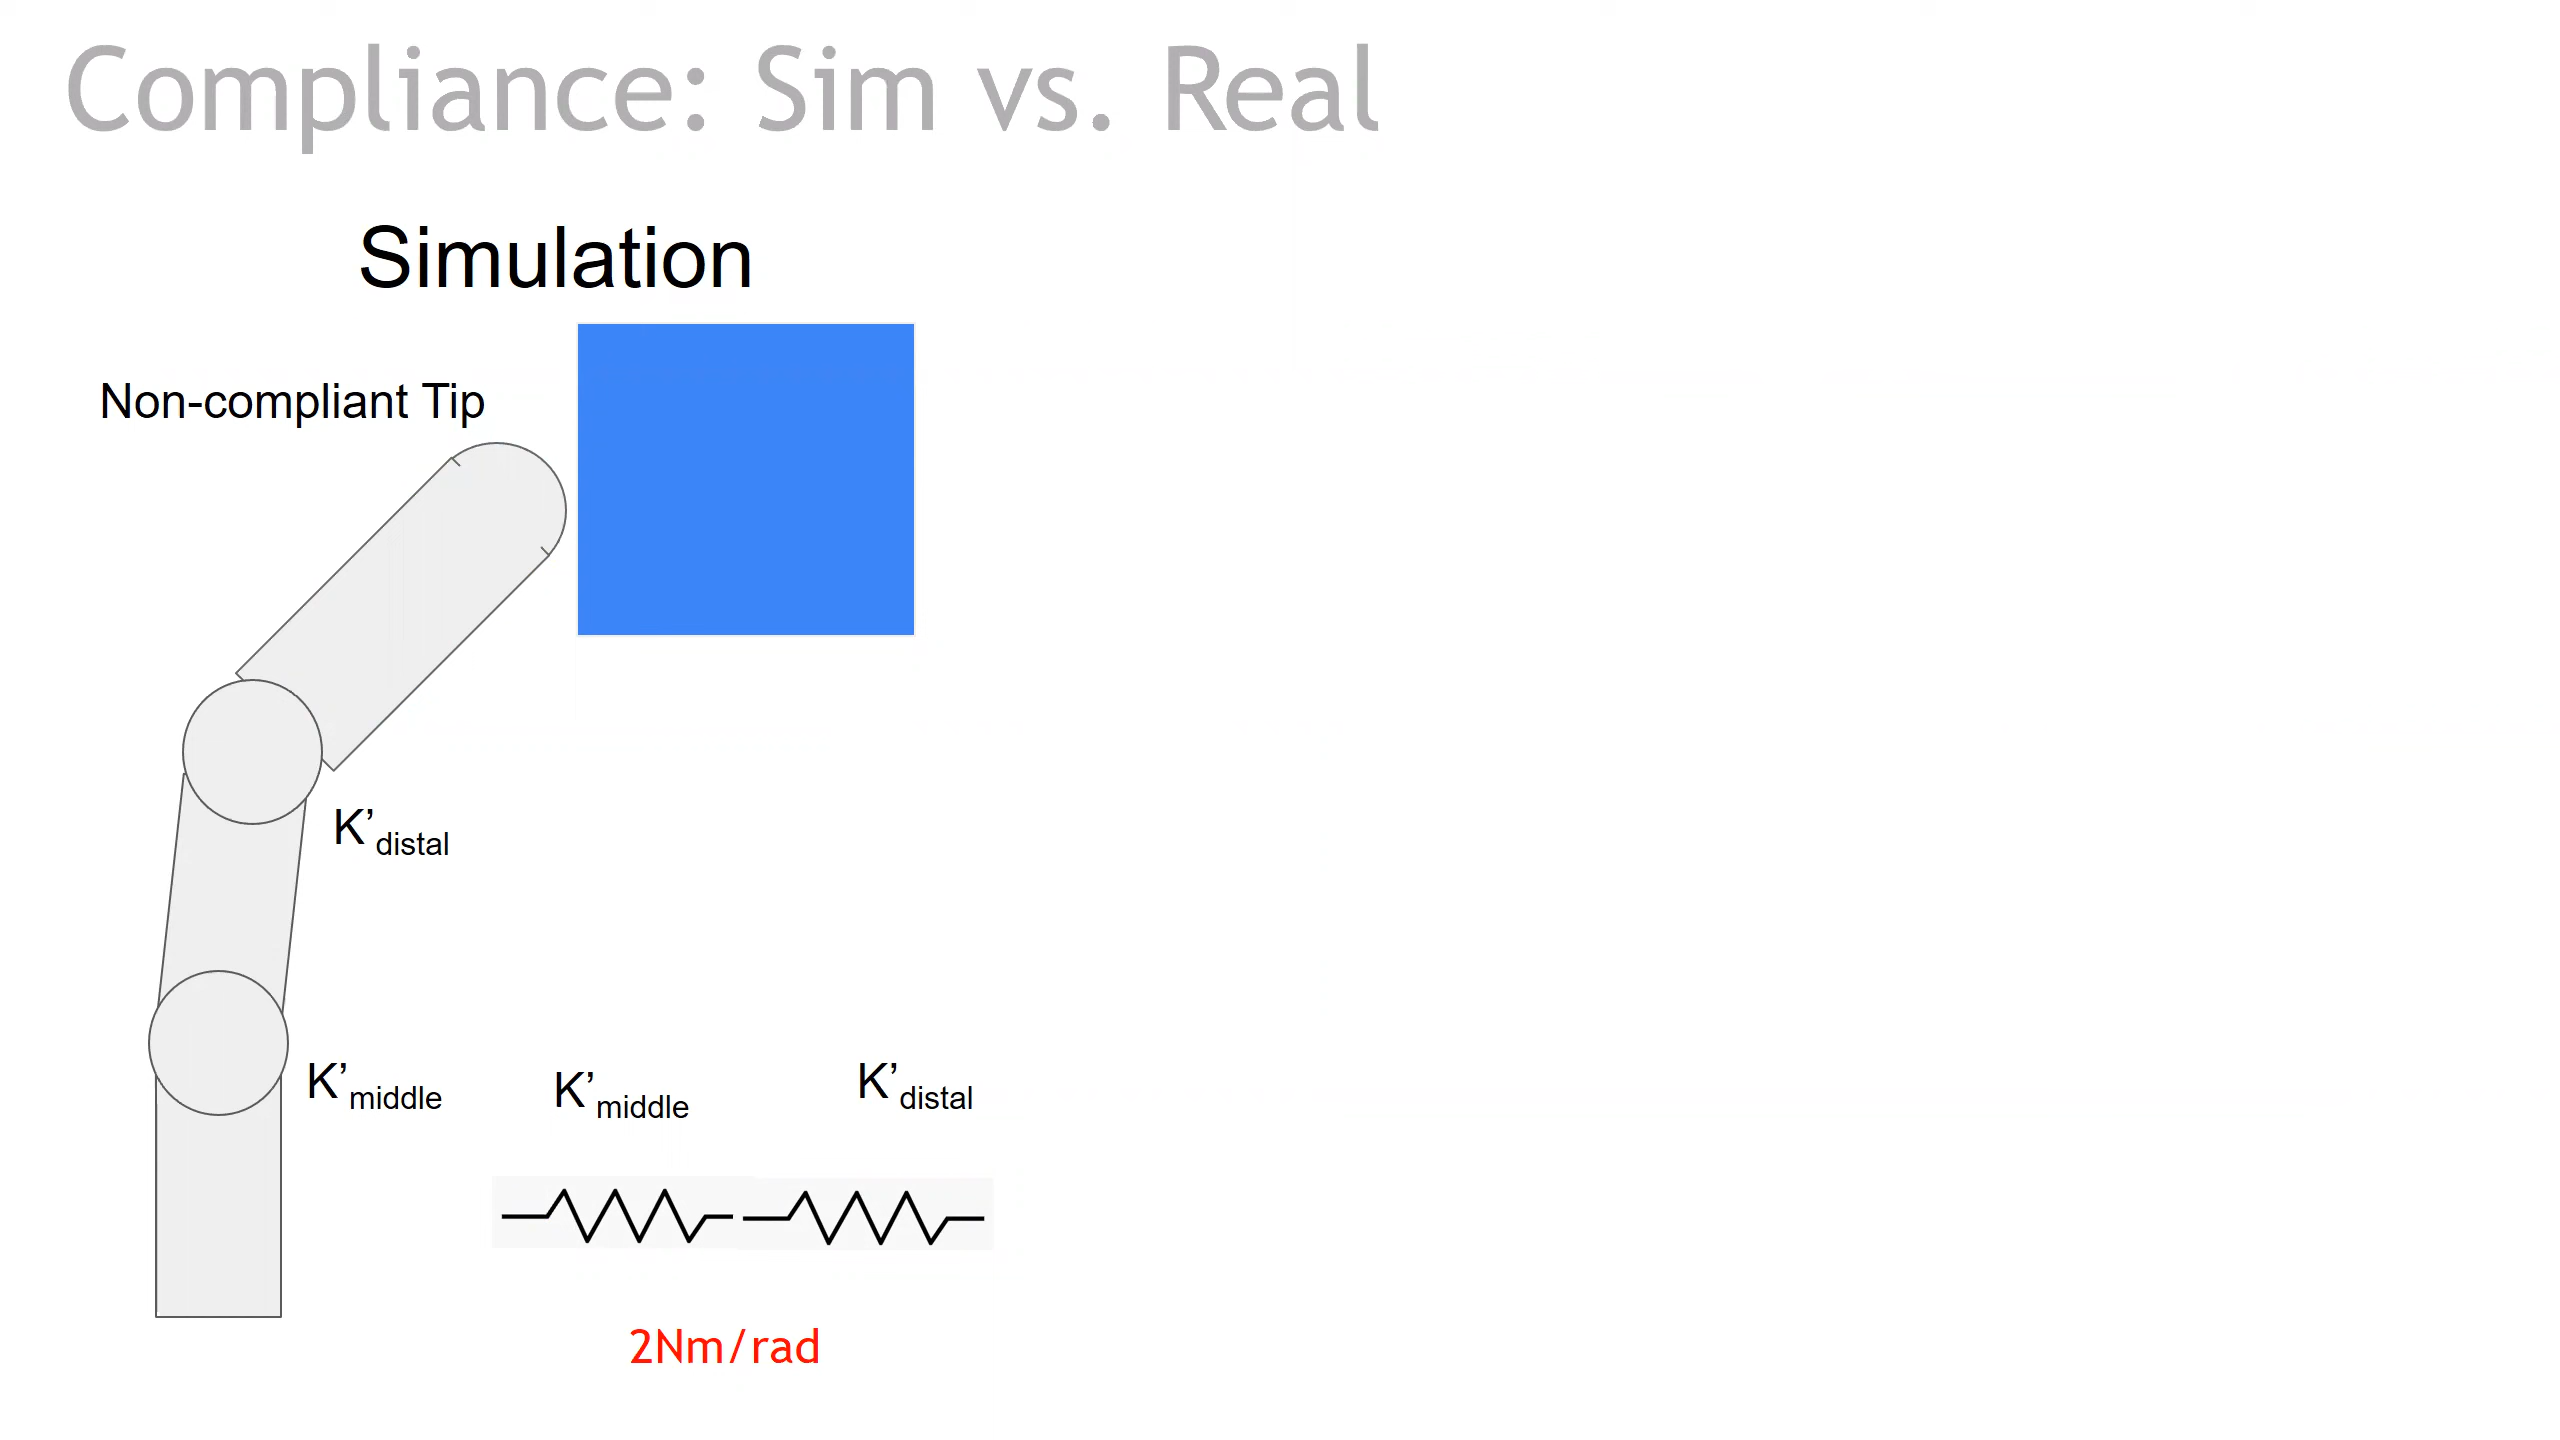 Compliance: Sim vs. Real
Simulation
Non-compliant Tip
K’distal
K’middle
K’middle
K’distal
2Nm/rad